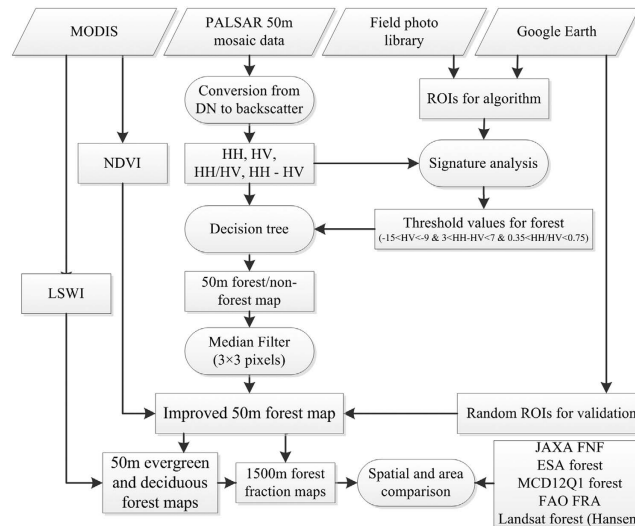 MODIS
PALSAR 50m
mosaic data
Field photo
library
Google Earth
Conversion from
DN to backscatter
ROIs for algorithm
NDVI
HH, HV,
HH/HV, HH - HV
Signature analysis
Decision tree
Threshold values for forest
(-15<HV<-9 & 3<HH-HV<7 & 0.35<HH/HV<0.75)
LSWI
50m forest/non-
forest map
Median Filter
(3×3 pixels)
Improved 50m forest map
Random ROIs for validation
50m evergreen
and deciduous
forest maps
1500m forest
fraction maps
Spatial and area
comparison
JAXA FNF
ESA forest
MCD12Q1 forest
FAO FRA
Landsat forest (Hansen